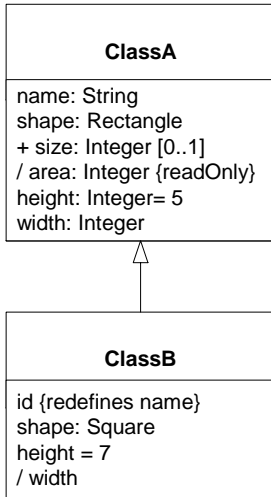 ClassA
name: String
shape: Rectangle
+ size: Integer [0..1]
/ area: Integer {readOnly}
height: Integer= 5
width: Integer
ClassB
id {redefines name}
shape: Square
height = 7
/ width